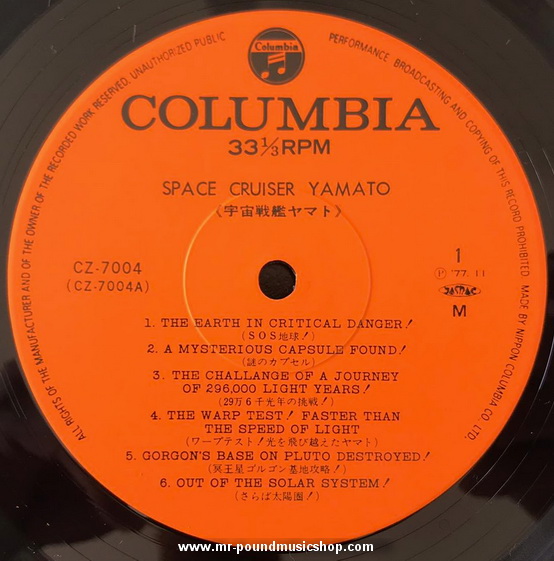 ALL RIGHTS OF THE MANUFACTURER AND OF THE OWNER OF THE RECORDED WORK RESERVED. UNAUTHORIZED PUBLIC PERFORMANCE BROADCASTING AND COPYING OF THIS RECORD PROHIBITED MADE BY NIPPON COLUMBIA CO. LTD.
Columbia
COLUMBIA
33 1/3 RPM
SPACE CRUISER YAMATO
《宇宙戦艦ヤマト》
CZ-7004
(CZ-7004A)
1
Ⓟ '77. 11
JASRAC
M
1. THE EARTH IN CRITICAL DANGER!
(SOS地球!)
2. A MYSTERIOUS CAPSULE FOUND!
(謎のカプセル)
3. THE CHALLANGE OF A JOURNEY
OF 296,000 LIGHT YEARS!
(29万6千光年の挑戦!)
4. THE WARP TEST! FASTER THAN
THE SPEED OF LIGHT
(ワープテスト!光を飛び越えたヤマト)
5. GORGON'S BASE ON PLUTO DESTROYED!
(冥王星ゴルゴン基地攻略!)
6. OUT OF THE SOLAR SYSTEM!
(さらば太陽圏!)
www.mr-poundmusicshop.com